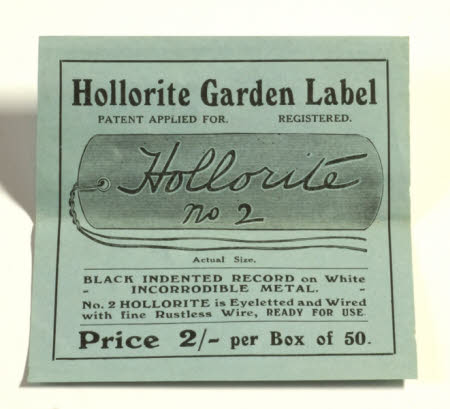 Hollorite Garden Label
PATENT APPLIED FOR. REGISTERED.
Hollorite
no 2
Actual Size.
BLACK INDENTED RECORD on White
- INCORRODIBLE METAL. -
No. 2 HOLLORITE is Eyeletted and Wired
with fine Rustless Wire, READY FOR USE
Price 2/- per Box of 50.